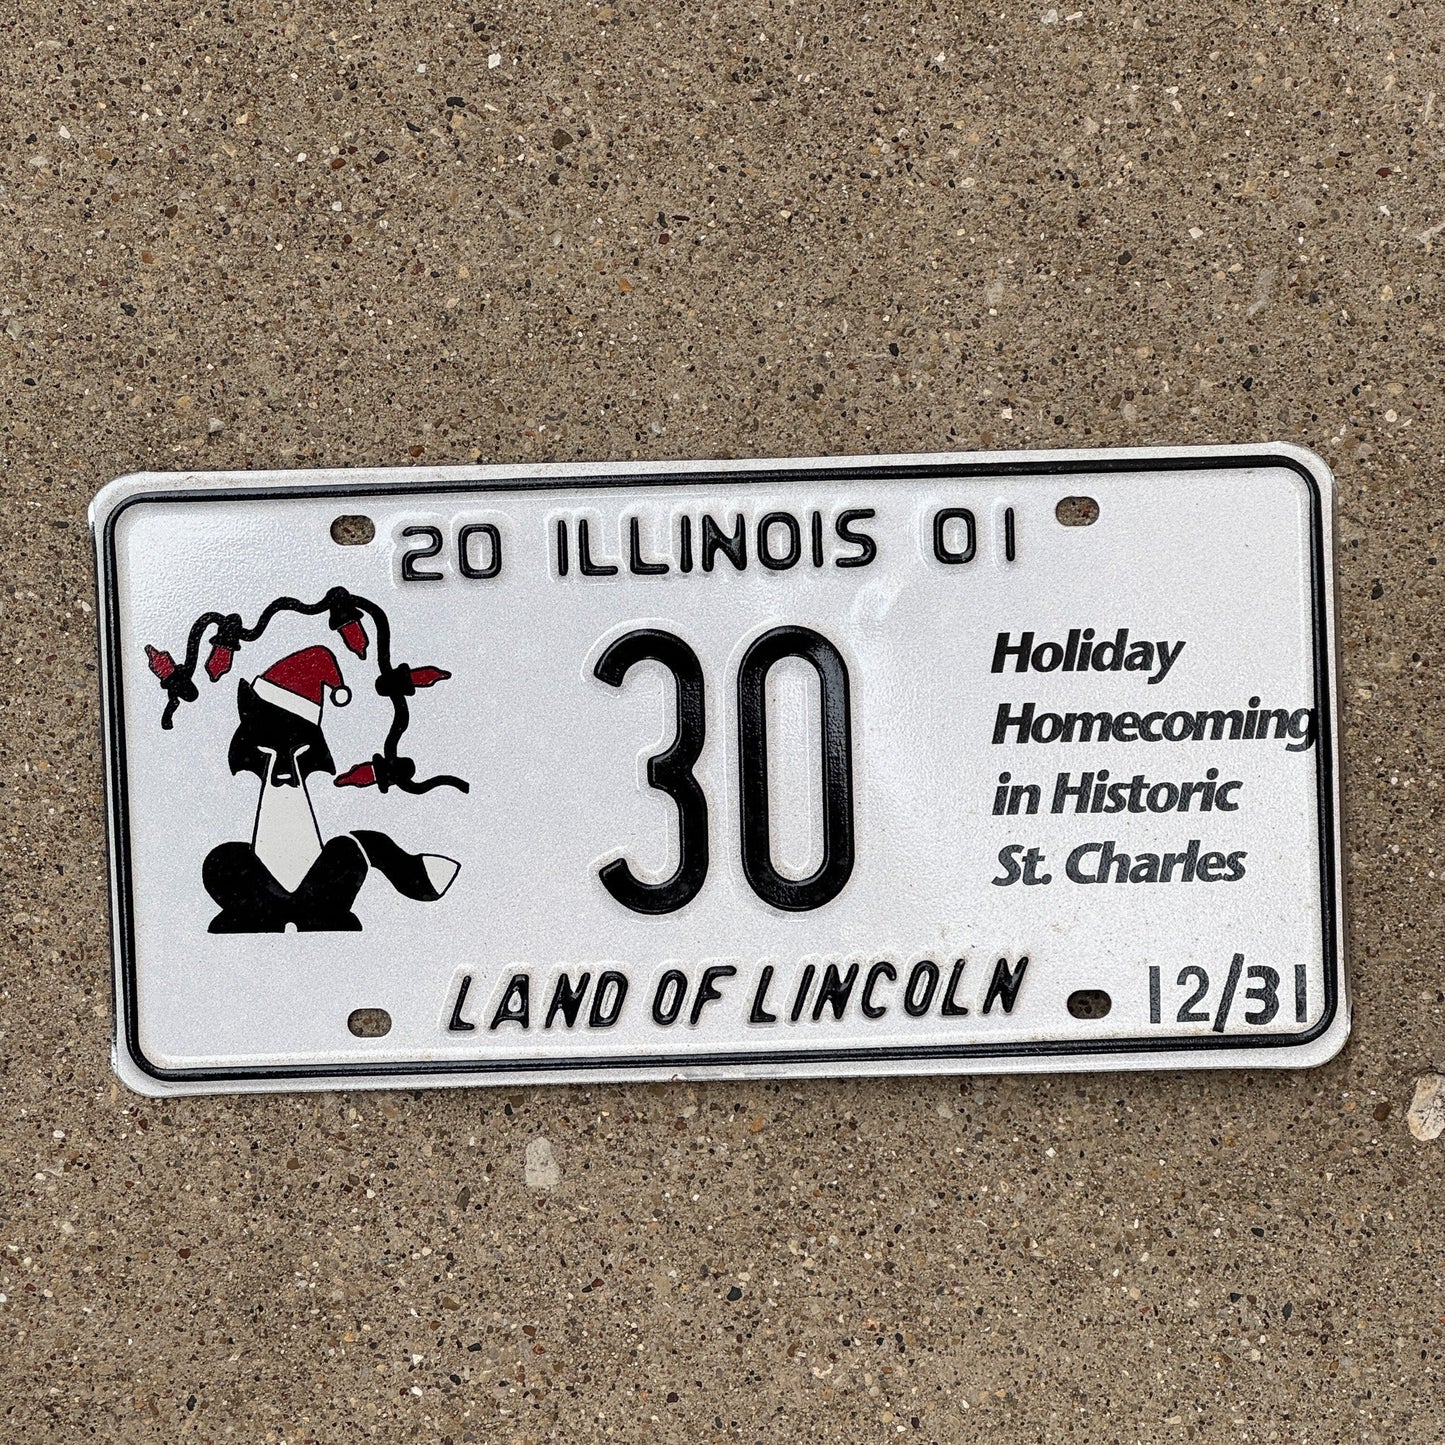 20 ILLINOIS 01
30
Holiday
Homecoming
in Historic
St. Charles
LAND OF LINCOLN
12/31